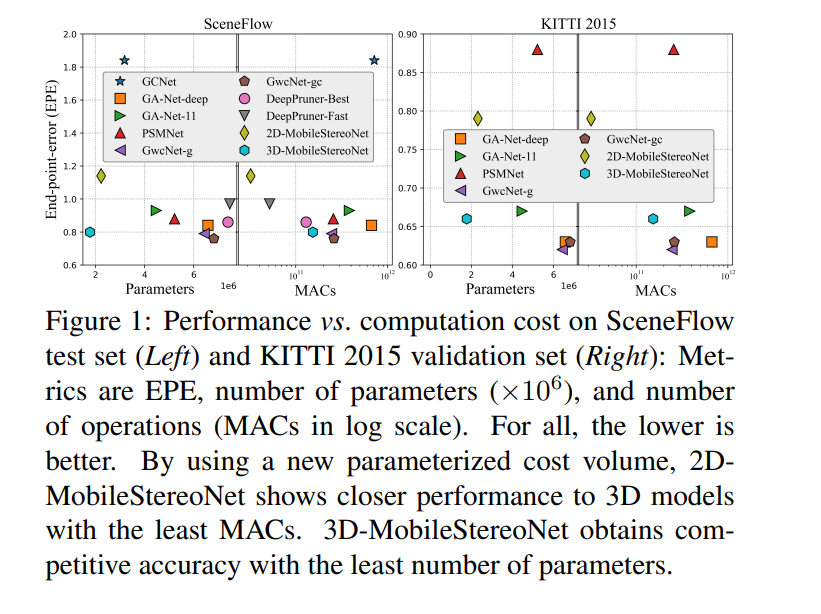 SceneFlow
KITTI 2015
End-point-error (EPE)
2.0
1.8
1.6
1.4
1.2
1.0
0.8
0.6
GCNet
GA-Net-deep
GA-Net-11
PSMNet
GwcNet-g
GwcNet-gc
DeepPruner-Best
DeepPruner-Fast
2D-MobileStereoNet
3D-MobileStereoNet
2 4 6
1e6
Parameters
10^11 10^12
MACs
0.90
0.85
0.80
0.75
0.70
0.65
0.60
GA-Net-deep
GA-Net-11
PSMNet
GwcNet-g
GwcNet-gc
2D-MobileStereoNet
3D-MobileStereoNet
0 2 4 6
1e6
Parameters
10^11 10^12
MACs
Figure 1: Performance vs. computation cost on SceneFlow
test set (Left) and KITTI 2015 validation set (Right): Met-
rics are EPE, number of parameters (×10^6), and number
of operations (MACs in log scale). For all, the lower is
better. By using a new parameterized cost volume, 2D-
MobileStereoNet shows closer performance to 3D models
with the least MACs. 3D-MobileStereoNet obtains com-
petitive accuracy with the least number of parameters.